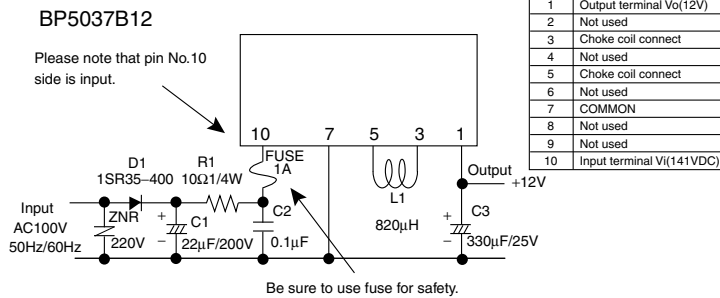 BP5037B12
Please note that pin No.10
side is input.
10 7 5 3 1
FUSE
1A
D1
1SR35–400
R1
10Ω1/4W
L1
820μH
Output
+12V
Input
AC100V
50Hz/60Hz
ZNR
220V
+
–
C1
22μF/200V
C2
0.1μF
+
–
C3
330μF/25V
Be sure to use fuse for safety.
1 Output terminal Vo(12V)
2 Not used
3 Choke coil connect
4 Not used
5 Choke coil connect
6 Not used
7 COMMON
8 Not used
9 Not used
10 Input terminal Vi(141VDC)